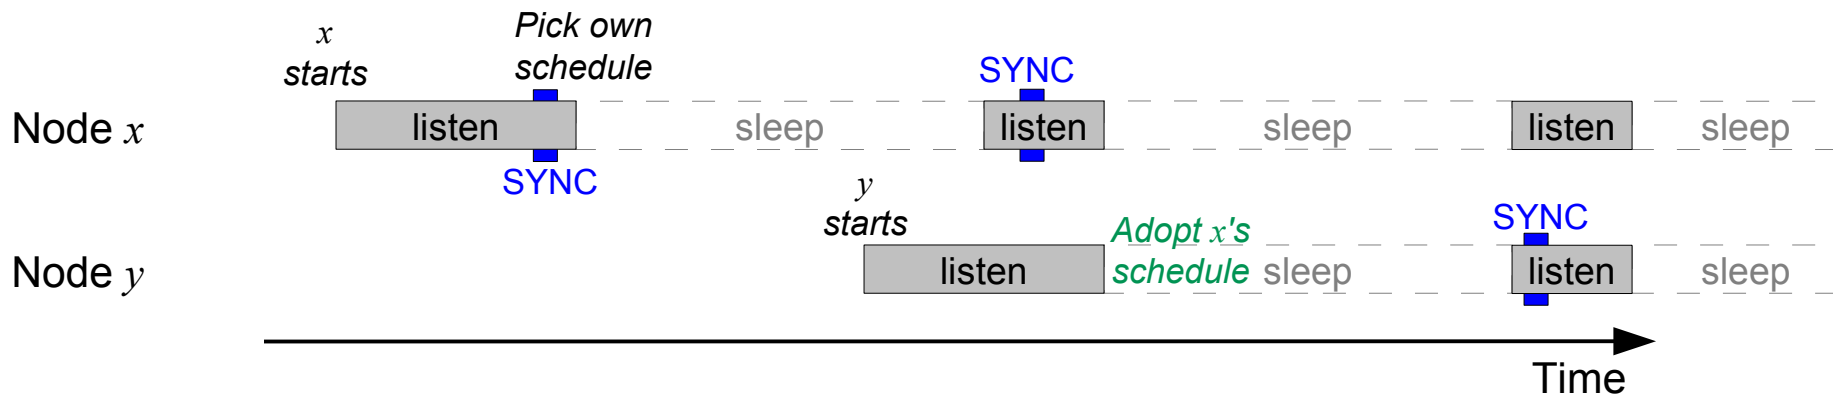 x
starts
Pick own
schedule
SYNC
Node x
listen
sleep
listen
sleep
listen
sleep
SYNC
y
starts
Adopt x's
schedule
SYNC
Node y
listen
sleep
listen
sleep
Time